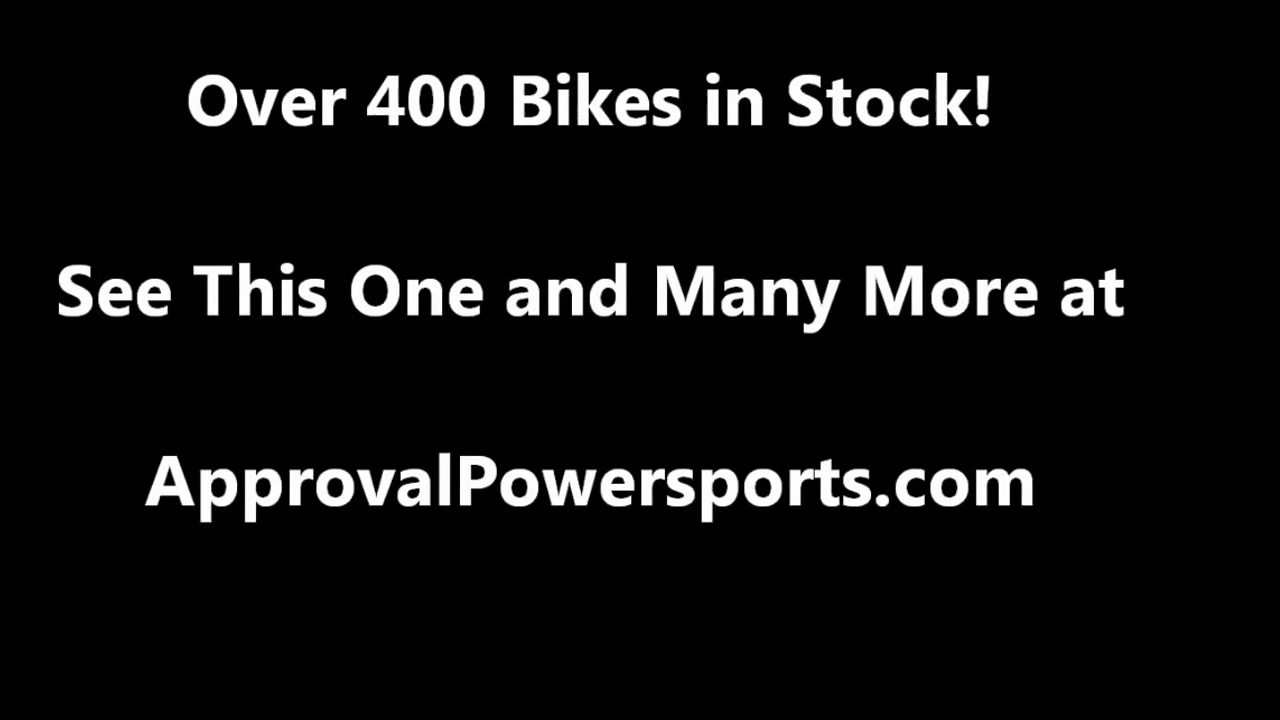 Over 400 Bikes in Stock!
See This One and Many More at
ApprovalPowersports.com